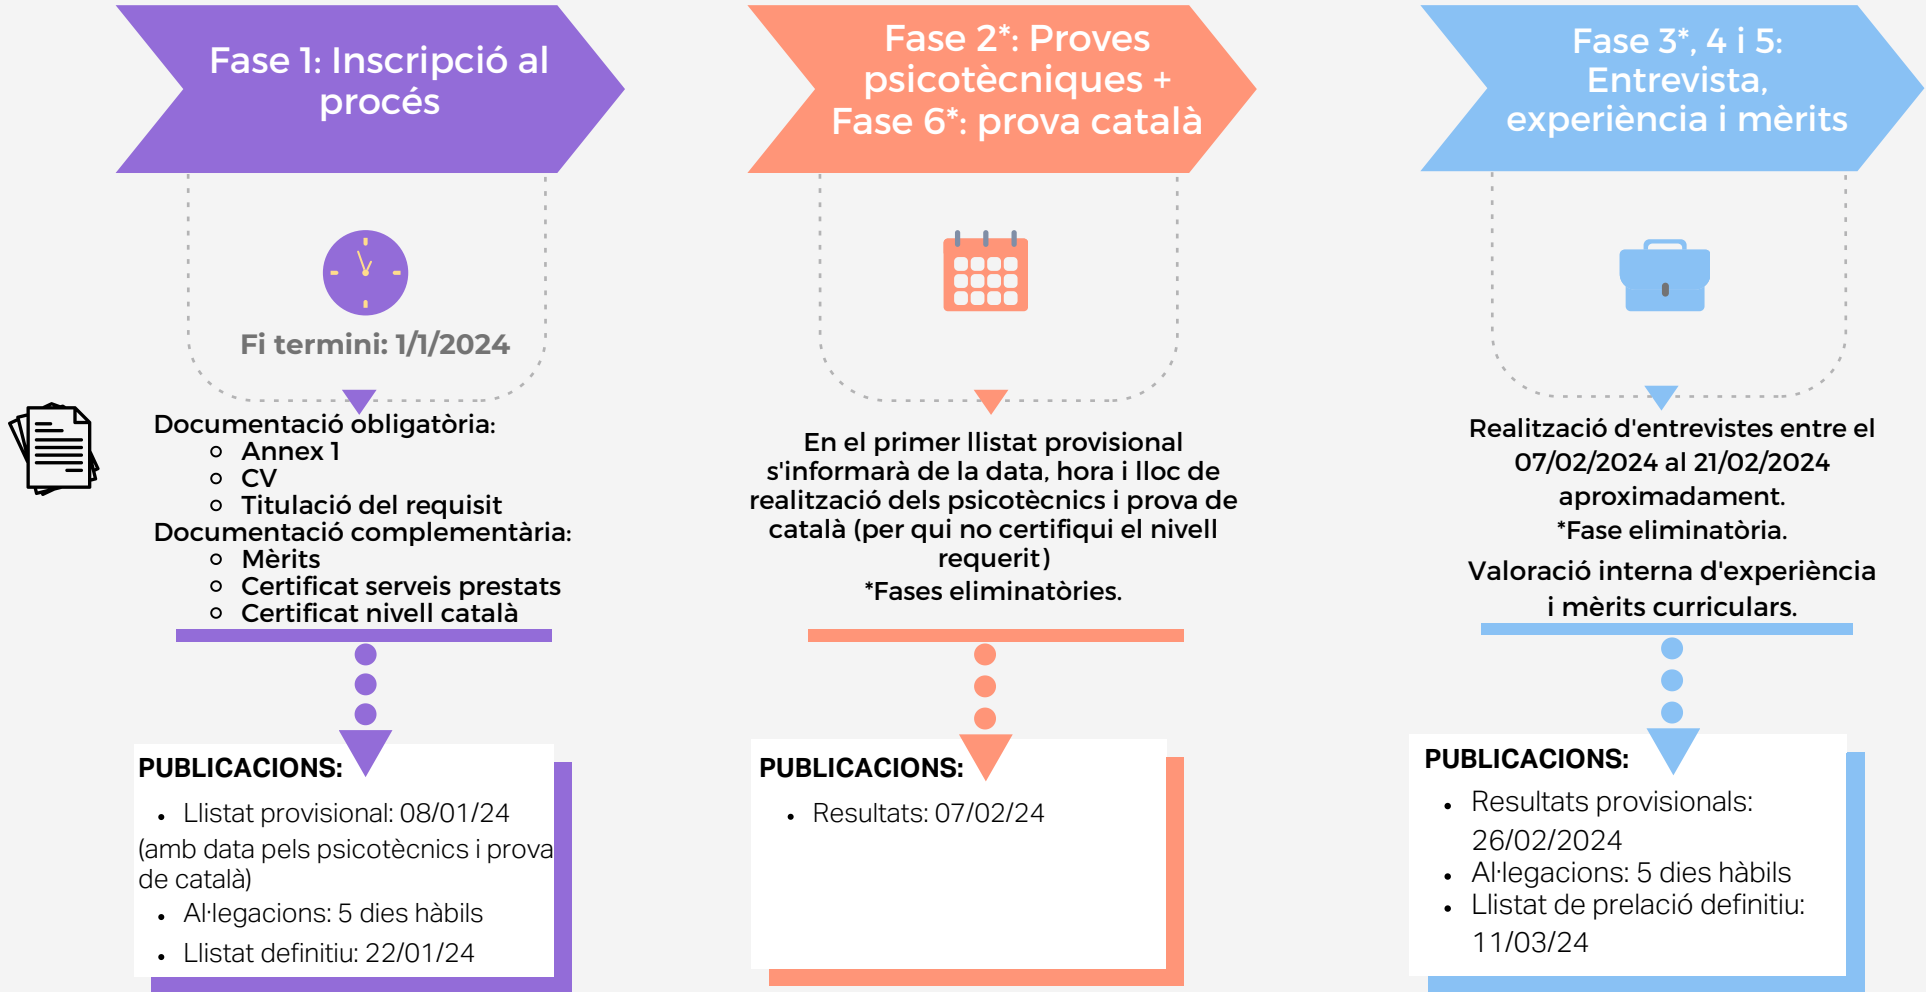 Fase 1: Inscripció al
procés
Fi termini: 1/1/2024
Documentació obligatòria:
Annex 1
CV
Titulació del requisit
Documentació complementària:
Mèrits
Certificat serveis prestats
Certificat nivell català
PUBLICACIONS:
• Llistat provisional: 08/01/24
(amb data pels psicotècnics i prova
de català)
• Al·legacions: 5 dies hàbils
• Llistat definitiu: 22/01/24
Fase 2*: Proves
psicotècniques +
Fase 6*: prova català
En el primer llistat provisional
s'informarà de la data, hora i lloc de
realització dels psicotècnics i prova de
català (per qui no certifiqui el nivell
requerit)
*Fases eliminatòries.
PUBLICACIONS:
• Resultats: 07/02/24
Fase 3*, 4 i 5:
Entrevista,
experiència i mèrits
Realització d'entrevistes entre el
07/02/2024 al 21/02/2024
aproximadament.
*Fase eliminatòria.
Valoració interna d'experiència
i mèrits curriculars.
PUBLICACIONS:
• Resultats provisionals:
26/02/2024
• Al·legacions: 5 dies hàbils
• Llistat de prelació definitiu:
11/03/24